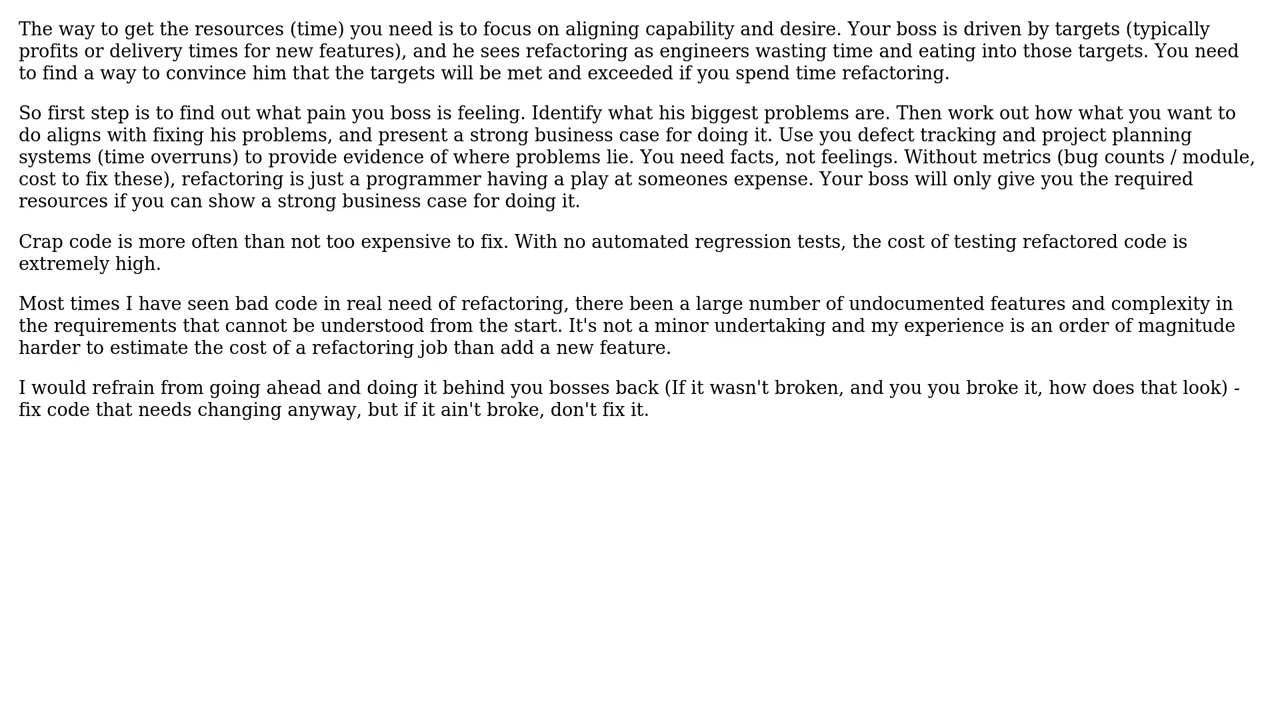 The way to get the resources (time) you need is to focus on aligning capability and desire. Your boss is driven by targets (typically
profits or delivery times for new features), and he sees refactoring as engineers wasting time and eating into those targets. You need
to find a way to convince him that the targets will be met and exceeded if you spend time refactoring.
So first step is to find out what pain you boss is feeling. Identify what his biggest problems are. Then work out how what you want to
do aligns with fixing his problems, and present a strong business case for doing it. Use you defect tracking and project planning
systems (time overruns) to provide evidence of where problems lie. You need facts, not feelings. Without metrics (bug counts / module,
cost to fix these), refactoring is just a programmer having a play at someones expense. Your boss will only give you the required
resources if you can show a strong business case for doing it.
Crap code is more often than not too expensive to fix. With no automated regression tests, the cost of testing refactored code is
extremely high.
Most times I have seen bad code in real need of refactoring, there been a large number of undocumented features and complexity in
the requirements that cannot be understood from the start. It's not a minor undertaking and my experience is an order of magnitude
harder to estimate the cost of a refactoring job than add a new feature.
I would refrain from going ahead and doing it behind you bosses back (If it wasn't broken, and you you broke it, how does that look) -
fix code that needs changing anyway, but if it ain't broke, don't fix it.